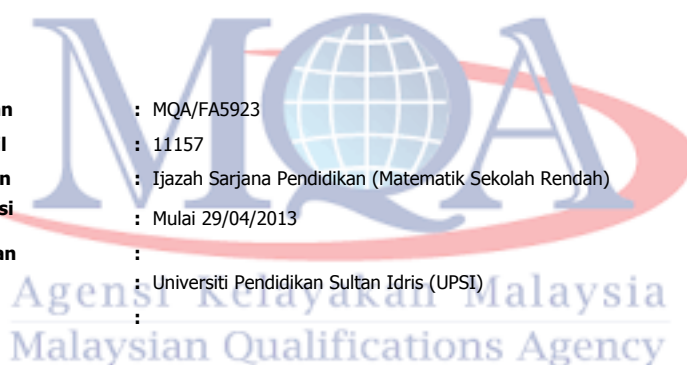 MQA
an : MQA/FA5923
l : 11157
n : Ijazah Sarjana Pendidikan (Matematik Sekolah Rendah)
si : Mulai 29/04/2013
an :
: Universiti Pendidikan Sultan Idris (UPSI)
Agensi Kelayakan Malaysia
:
Malaysian Qualifications Agency